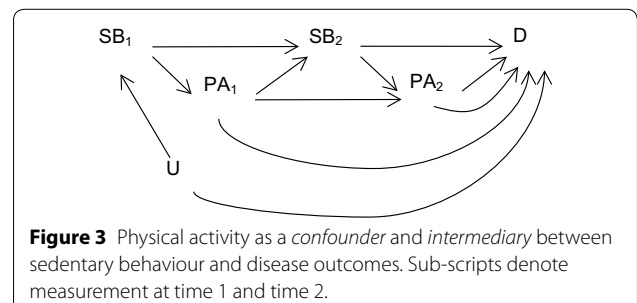 SB₁ SB₂ D
PA₁ PA₂
U
Figure 3 Physical activity as a confounder and intermediary between
sedentary behaviour and disease outcomes. Sub-scripts denote
measurement at time 1 and time 2.